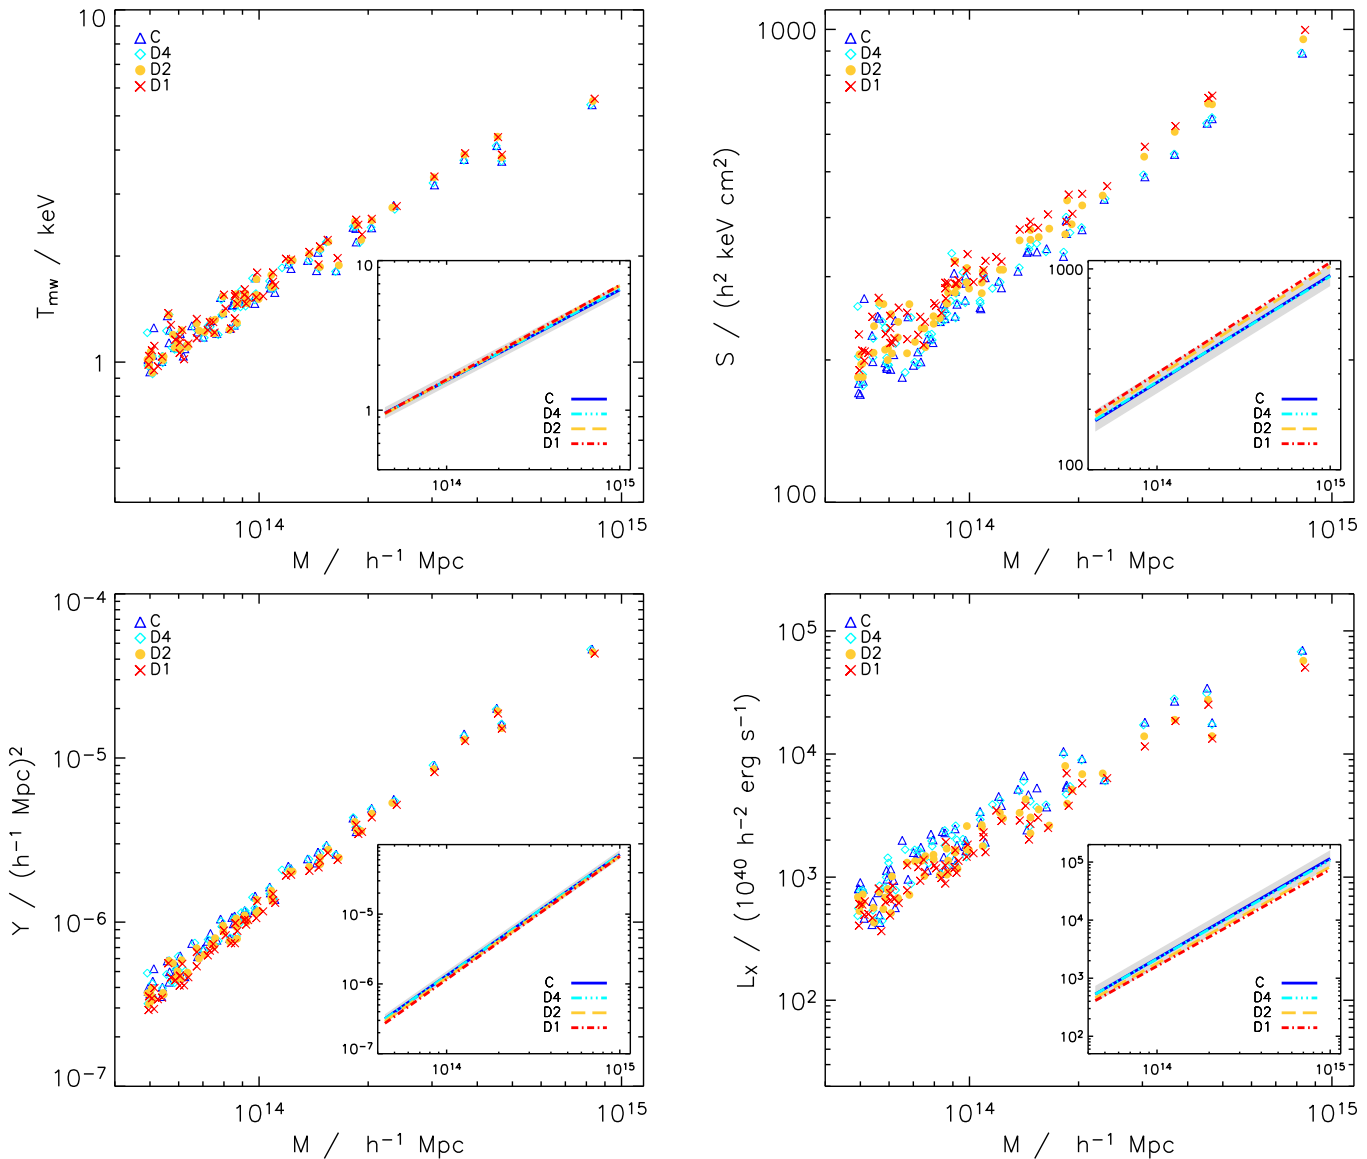 10
1
T_mw / keV
C
D4
D2
D1
10
1
C
D4
D2
D1
10^14
10^15
10^14
10^15
M / h^-1 Mpc
1000
100
S / (h^2 keV cm^2)
C
D4
D2
D1
1000
100
C
D4
D2
D1
10^14
10^15
10^14
10^15
M / h^-1 Mpc
10^-4
10^-5
10^-6
10^-7
Y / (h^-1 Mpc)^2
C
D4
D2
D1
10^-5
10^-6
10^-7
C
D4
D2
D1
10^14
10^15
10^14
10^15
M / h^-1 Mpc
10^5
10^4
10^3
10^2
L_X / (10^40 h^-2 erg s^-1)
C
D4
D2
D1
10^5
10^4
10^3
10^2
C
D4
D2
D1
10^14
10^15
10^14
10^15
M / h^-1 Mpc